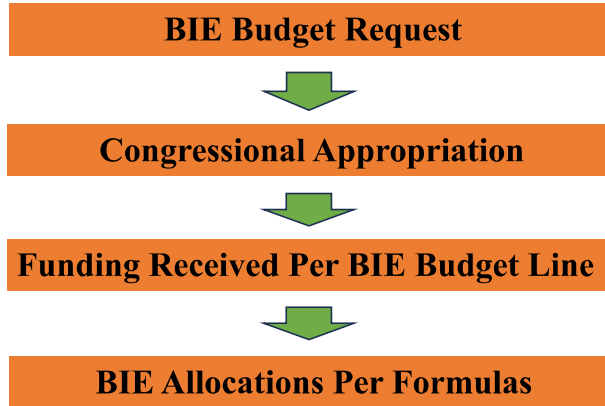 BIE Budget Request
Congressional Appropriation
Funding Received Per BIE Budget Line
BIE Allocations Per Formulas